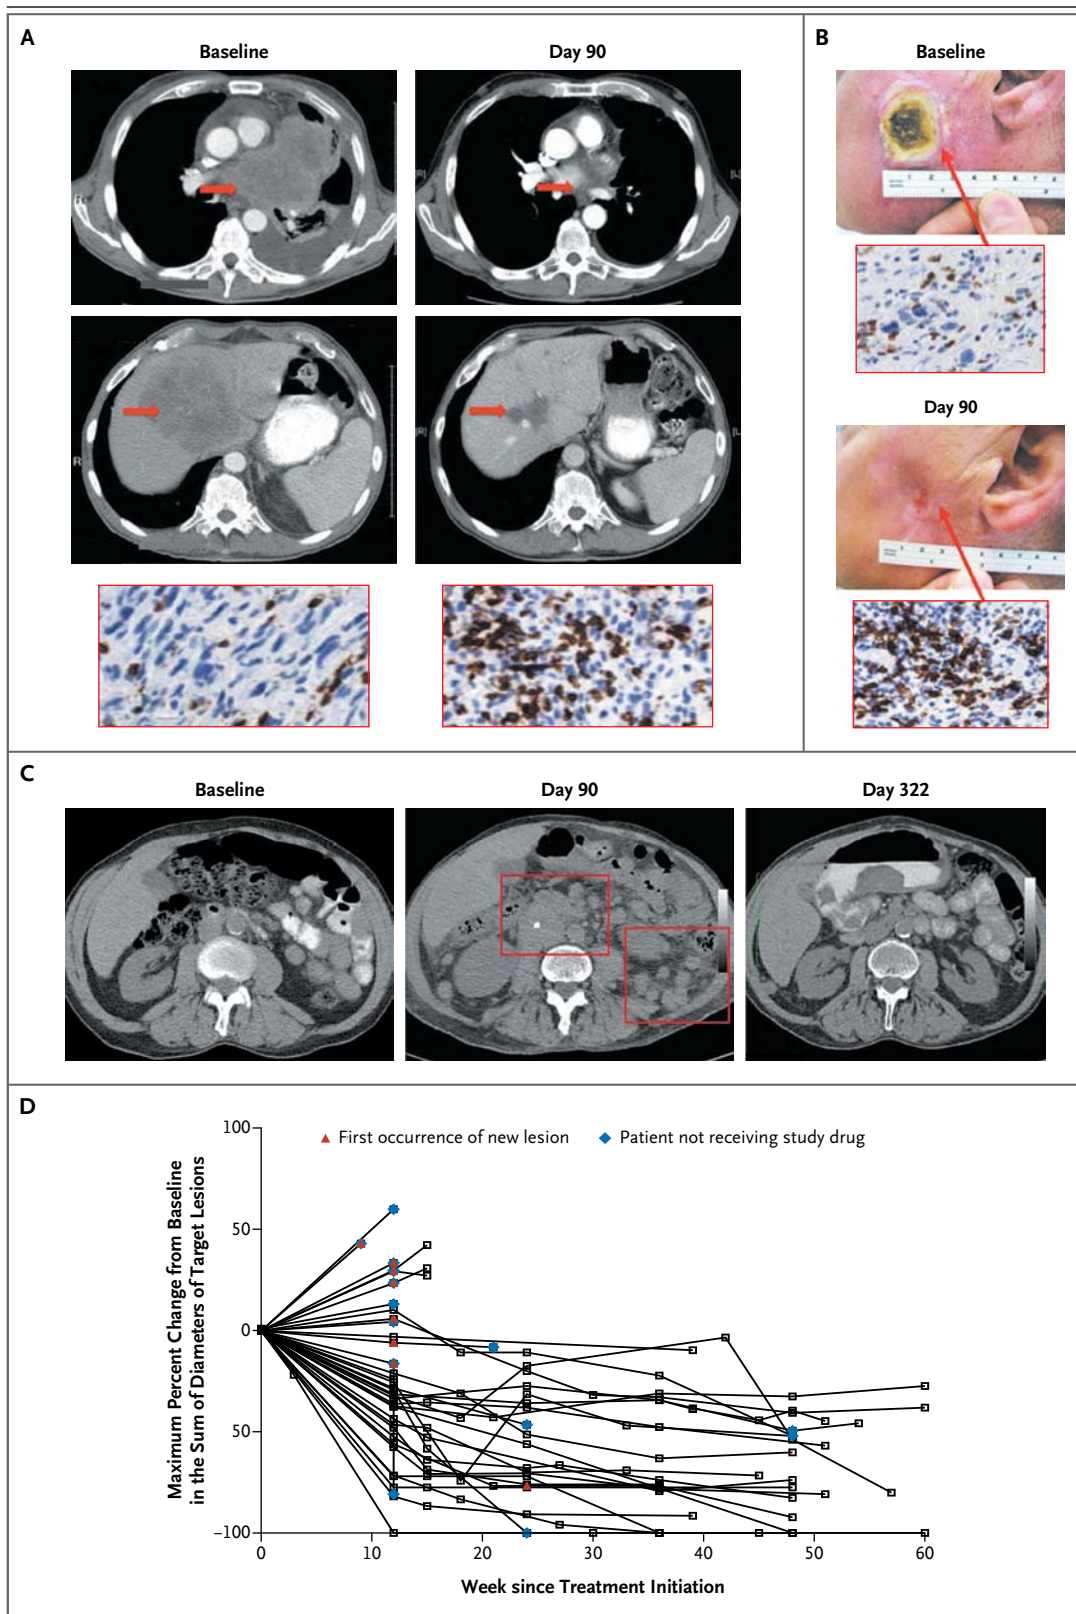 A
Baseline
Day 90
R
[R]
[L]
R
[R]
[L]
B
Baseline
Day 90
C
Baseline
Day 90
Day 322
D
First occurrence of new lesion
Patient not receiving study drug
Maximum Percent Change from Baseline
in the Sum of Diameters of Target Lesions
100
50
0
50
−100
0
10
20
30
40
50
60
Week since Treatment Initiation